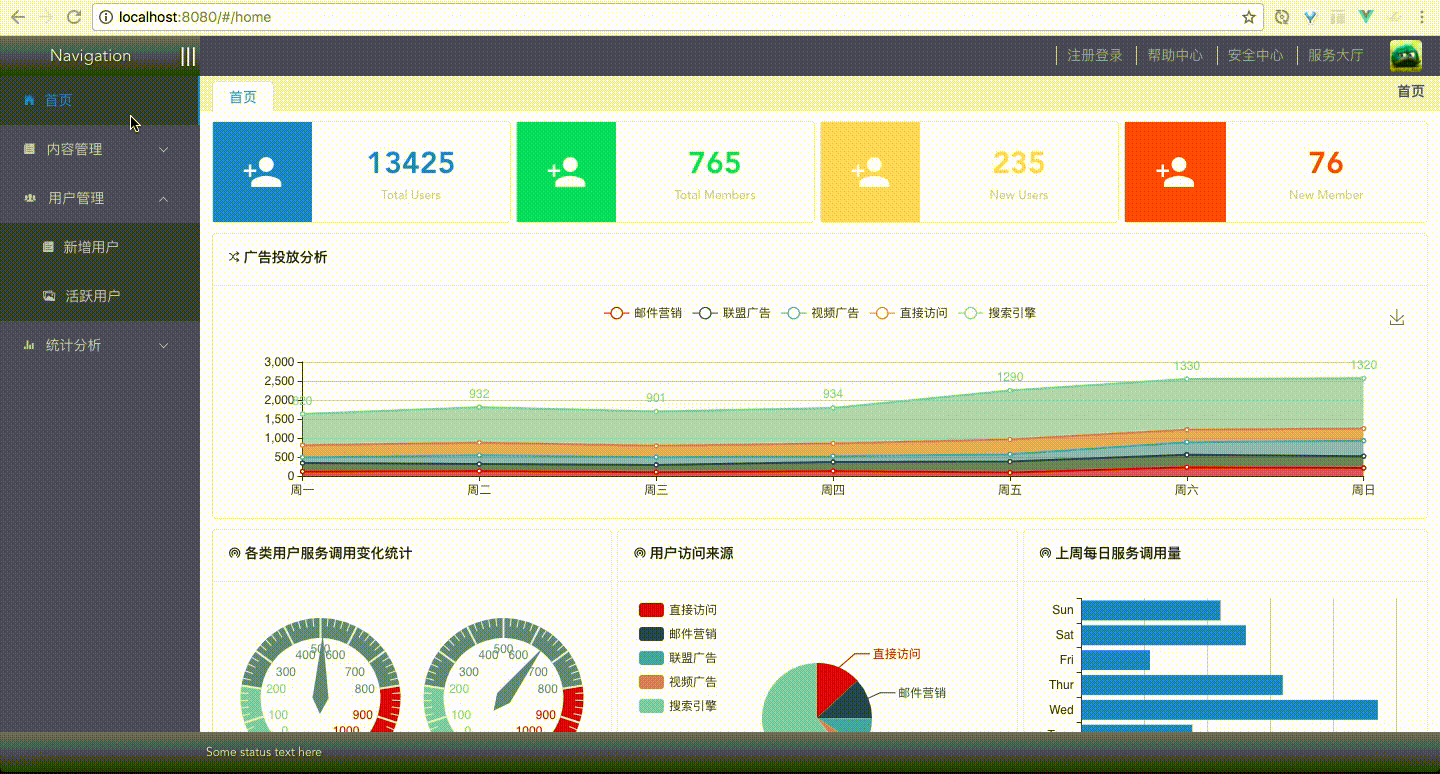 localhost:8080/#/home
Navigation
注册登录 帮助中心 安全中心 服务大厅
首页
内容管理
用户管理
新增用户
活跃用户
统计分析
首页
首页
13425
Total Users
765
Total Members
235
New Users
76
New Member
广告投放分析
邮件营销 联盟广告 视频广告 直接访问 搜索引擎
3,000
2,500
2,000
1,500
1,000
500
0
932 901 934 1290 1330 1320
周一 周二 周三 周四 周五 周六 周日
各类用户服务调用变化统计
0 100 200 300 400 500 600 700 800 900 1000
0 100 200 300 400 500 600 700 800 900 1000
用户访问来源
直接访问
邮件营销
联盟广告
视频广告
搜索引擎
直接访问
邮件营销
上周每日服务调用量
Sun
Sat
Fri
Thur
Wed
Some status text here